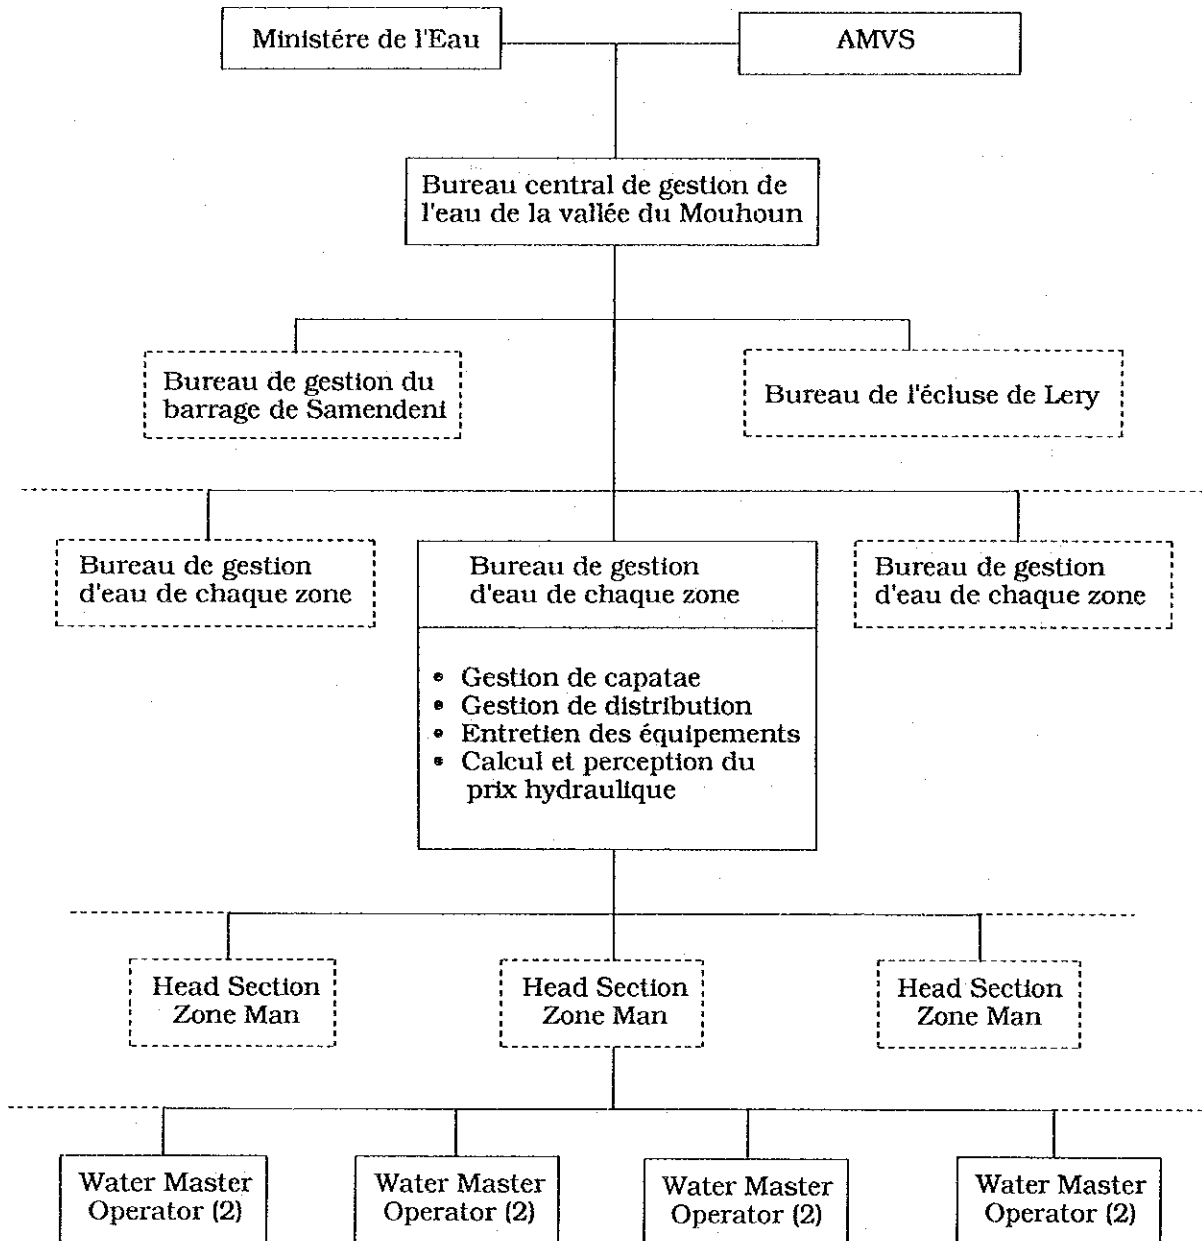 Ministére de l'Eau
AMVS
Bureau central de gestion de
l'eau de la vallée du Mouhoun
Bureau de gestion du
barrage de Samendeni
Bureau de l'écluse de Lery
Bureau de gestion
d'eau de chaque zone
Bureau de gestion
d'eau de chaque zone
• Gestion de capatae
• Gestion de distribution
• Entretien des équipements
• Calcul et perception du
prix hydraulique
Bureau de gestion
d'eau de chaque zone
Head Section
Zone Man
Head Section
Zone Man
Head Section
Zone Man
Water Master
Operator (2)
Water Master
Operator (2)
Water Master
Operator (2)
Water Master
Operator (2)